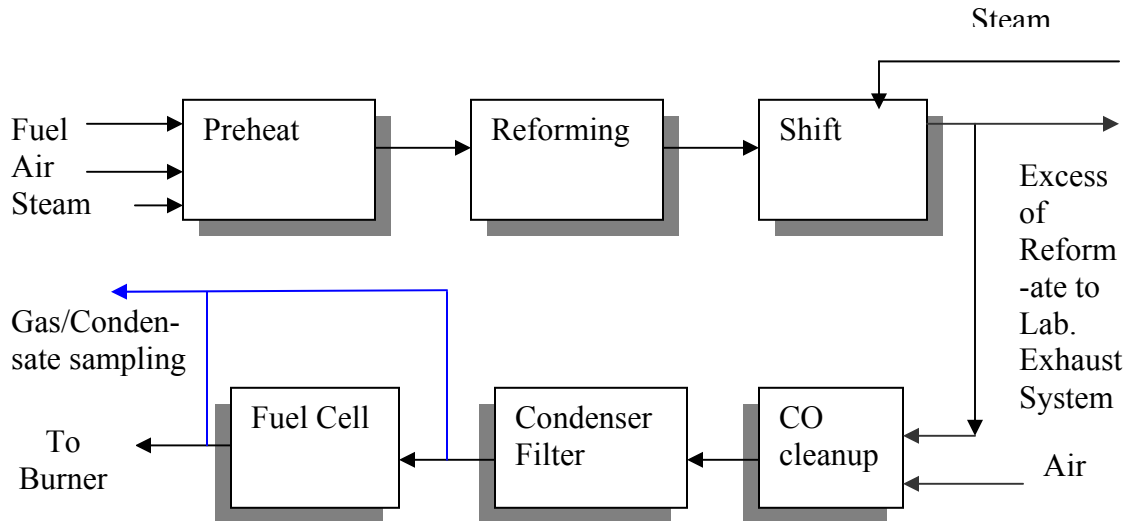 Steam
Fuel
Air
Steam
Preheat
Reforming
Shift
Excess
of
Reform
-ate to
Lab.
Exhaust
System
Gas/Conden-
sate sampling
To
Burner
Fuel Cell
Condenser
Filter
CO
cleanup
Air